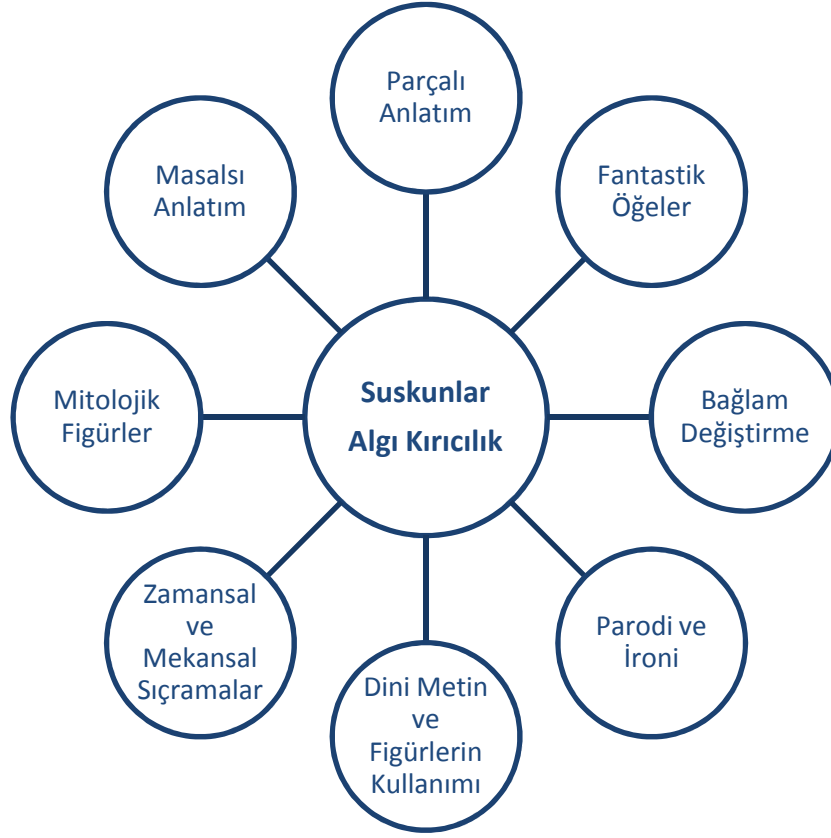 Parçalı
Anlatım
Masalsı
Anlatım
Fantastik
Öğeler
Suskunlar
Algı Kırıcılık
Mitolojik
Figürler
Bağlam
Değiştirme
Zamansal
ve
Mekansal
Sıçramalar
Parodi ve
İroni
Dini Metin
ve
Figürlerin
Kullanımı